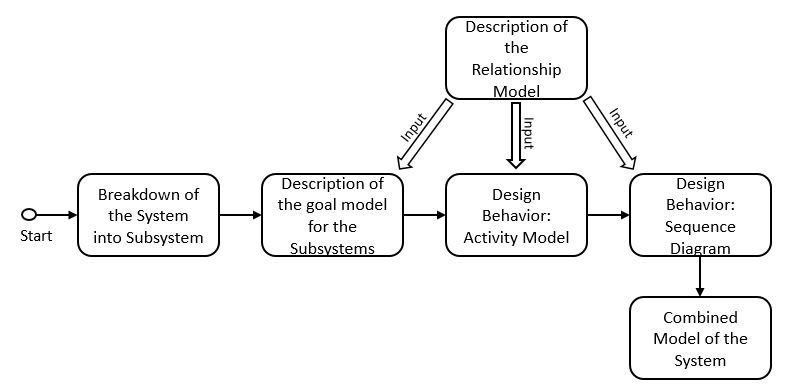 Description of
the
Relationship
Model
Input
Input
Input
Start
Breakdown of
the System
into Subsystem
Description of
the goal model
for the
Subsystems
Design
Behavior:
Activity Model
Design
Behavior:
Sequence
Diagram
Combined
Model of the
System